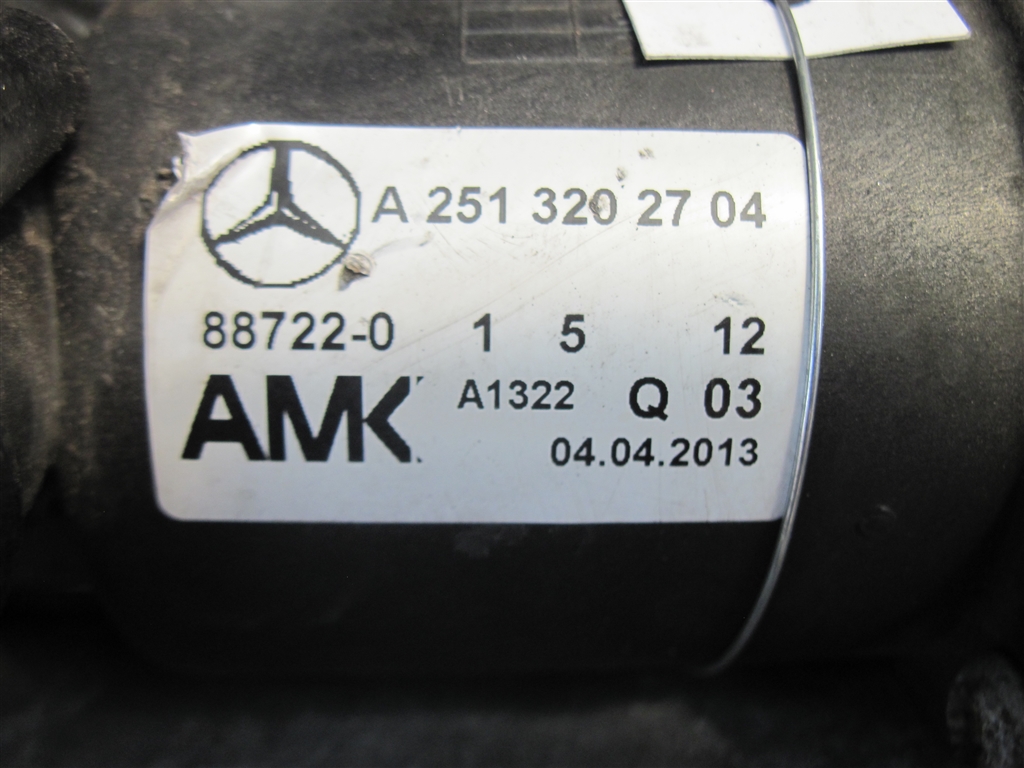 A 251 320 27 04
88722-0 1 5 12
AMK A1322 Q 03
04.04.2013